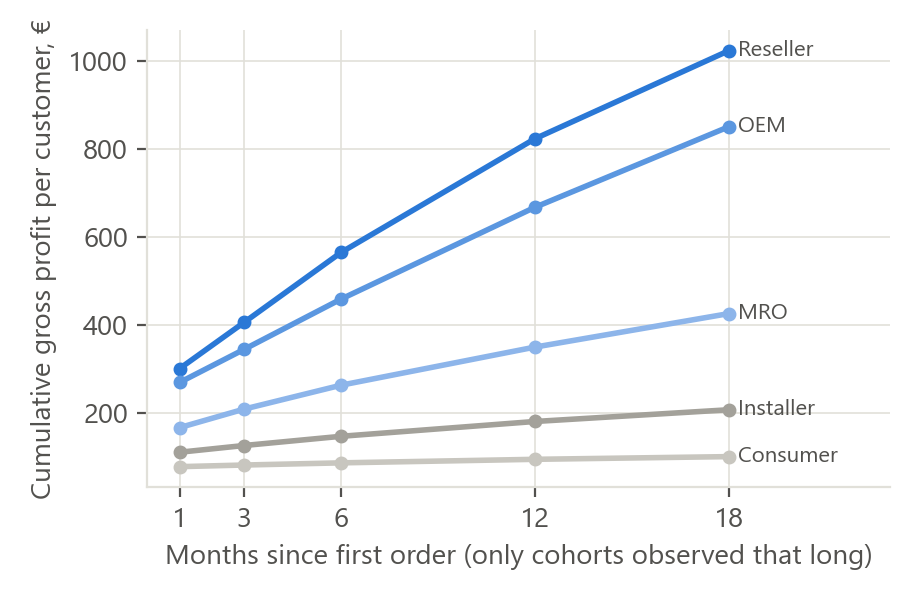 Cumulative gross profit per customer, €
1000
800
600
400
200
Reseller
OEM
MRO
Installer
Consumer
1 3 6 12 18
Months since first order (only cohorts observed that long)